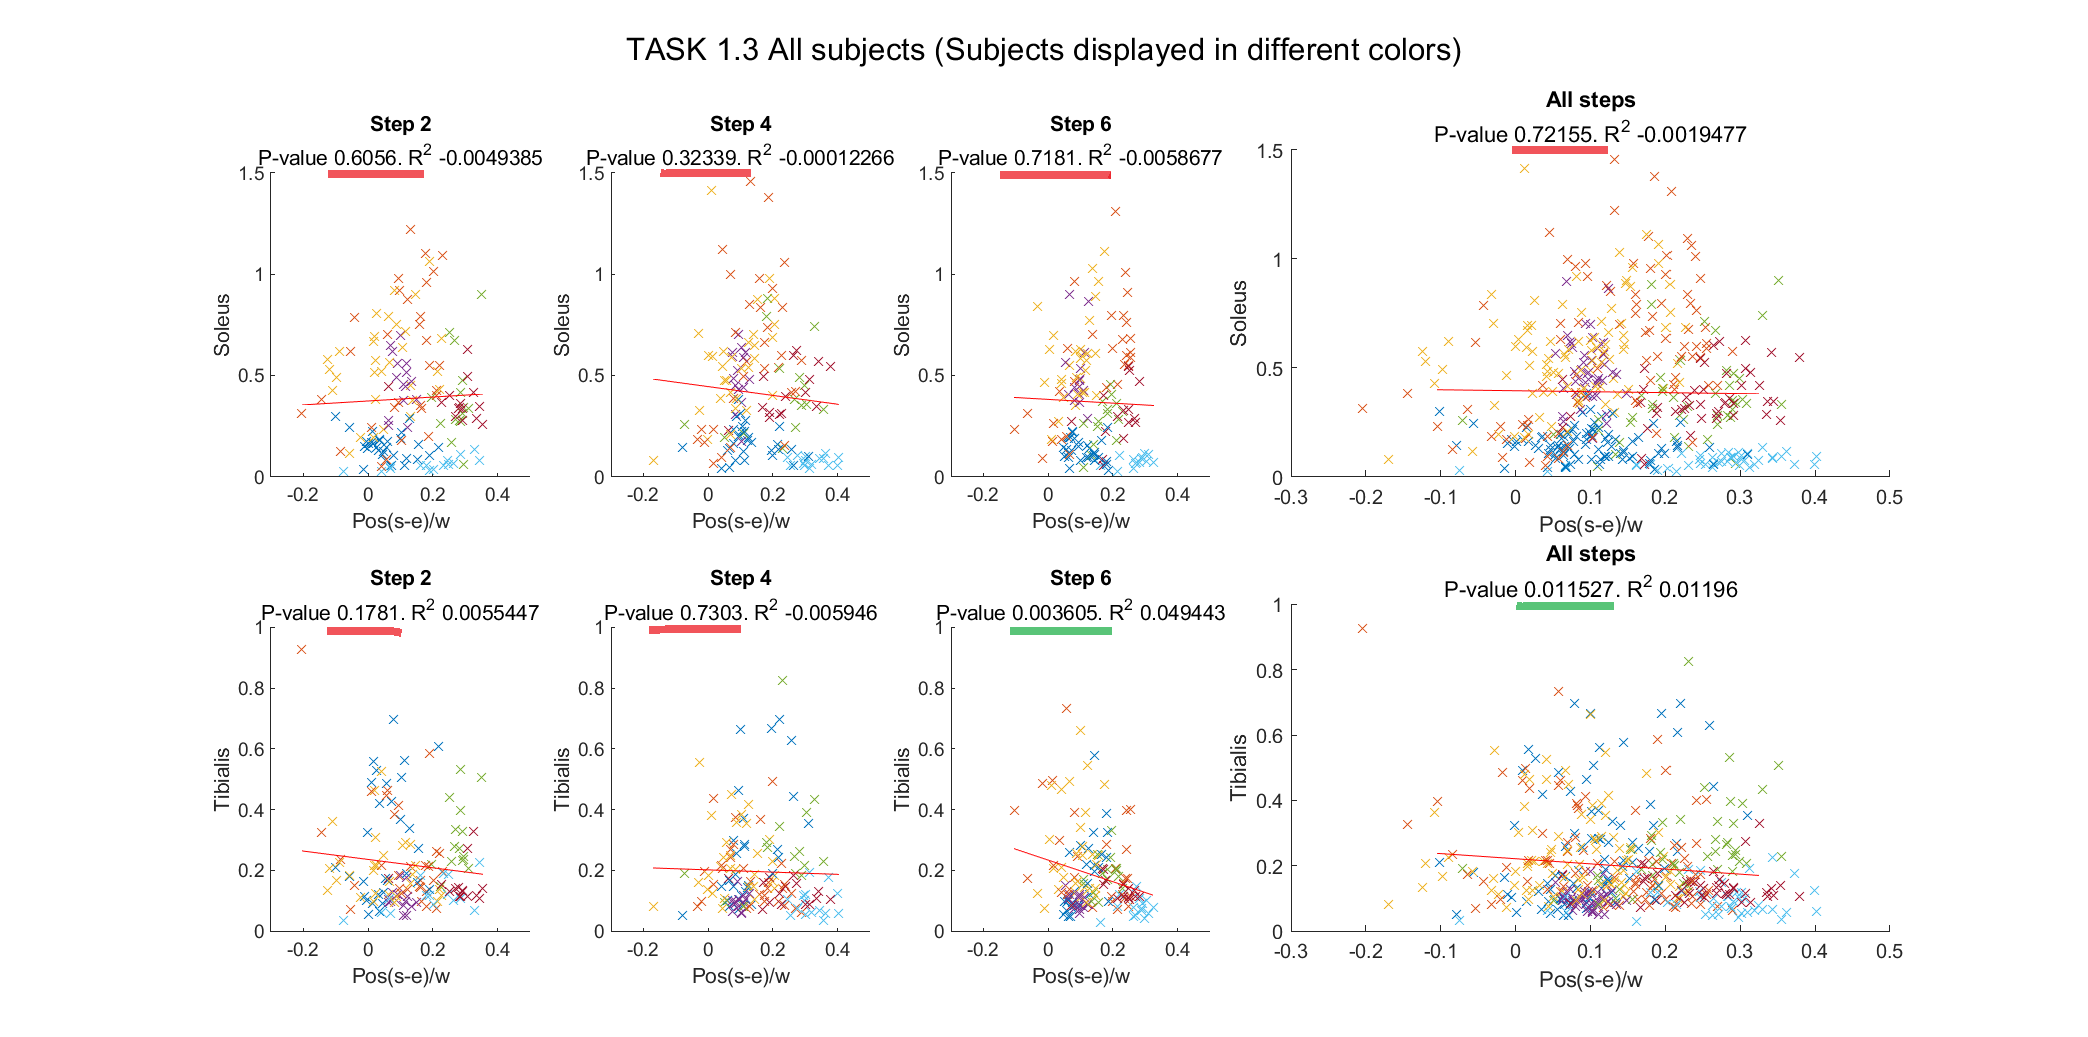 TASK 1.3 All subjects (Subjects displayed in different colors)
Step 2
P-value 0.6056. R² -0.0049385
1.5
1
0.5
0
Soleus
-0.2 0 0.2 0.4
Pos(s-e)/w
Step 4
P-value 0.32339. R² -0.00012266
1.5
1
0.5
0
Soleus
-0.2 0 0.2 0.4
Pos(s-e)/w
Step 6
P-value 0.7181. R² -0.0058677
1.5
1
0.5
0
Soleus
-0.2 0 0.2 0.4
Pos(s-e)/w
All steps
P-value 0.72155. R² -0.0019477
1.5
1
0.5
0
Soleus
-0.3 -0.2 -0.1 0 0.1 0.2 0.3 0.4 0.5
Pos(s-e)/w
Step 2
P-value 0.1781. R² 0.0055447
1
0.8
0.6
0.4
0.2
0
Tibialis
-0.2 0 0.2 0.4
Pos(s-e)/w
Step 4
P-value 0.7303. R² -0.005946
1
0.8
0.6
0.4
0.2
0
Tibialis
-0.2 0 0.2 0.4
Pos(s-e)/w
Step 6
P-value 0.003605. R² 0.049443
1
0.8
0.6
0.4
0.2
0
Tibialis
-0.2 0 0.2 0.4
Pos(s-e)/w
All steps
P-value 0.011527. R² 0.01196
1
0.8
0.6
0.4
0.2
0
Tibialis
-0.3 -0.2 -0.1 0 0.1 0.2 0.3 0.4 0.5
Pos(s-e)/w